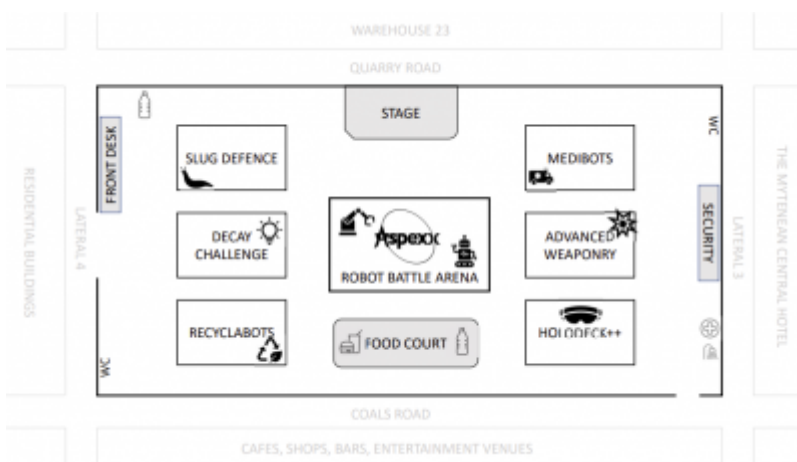 WAREHOUSE 23
QUARRY ROAD
STAGE
FRONT DESK
SLUG DEFENCE
MEDIBOTS
WC
RESIDENTIAL BUILDINGS
LATERAL 4
DECAY
CHALLENGE
Aspexx
ROBOT BATTLE ARENA
ADVANCED
WEAPONRY
SECURITY
LATERAL 3
THE MYTENEAN CENTRAL HOTEL
RECYCLABOTS
FOOD COURT
HOLODECK++
WC
COALS ROAD
CAFES, SHOPS, BARS, ENTERTAINMENT VENUES